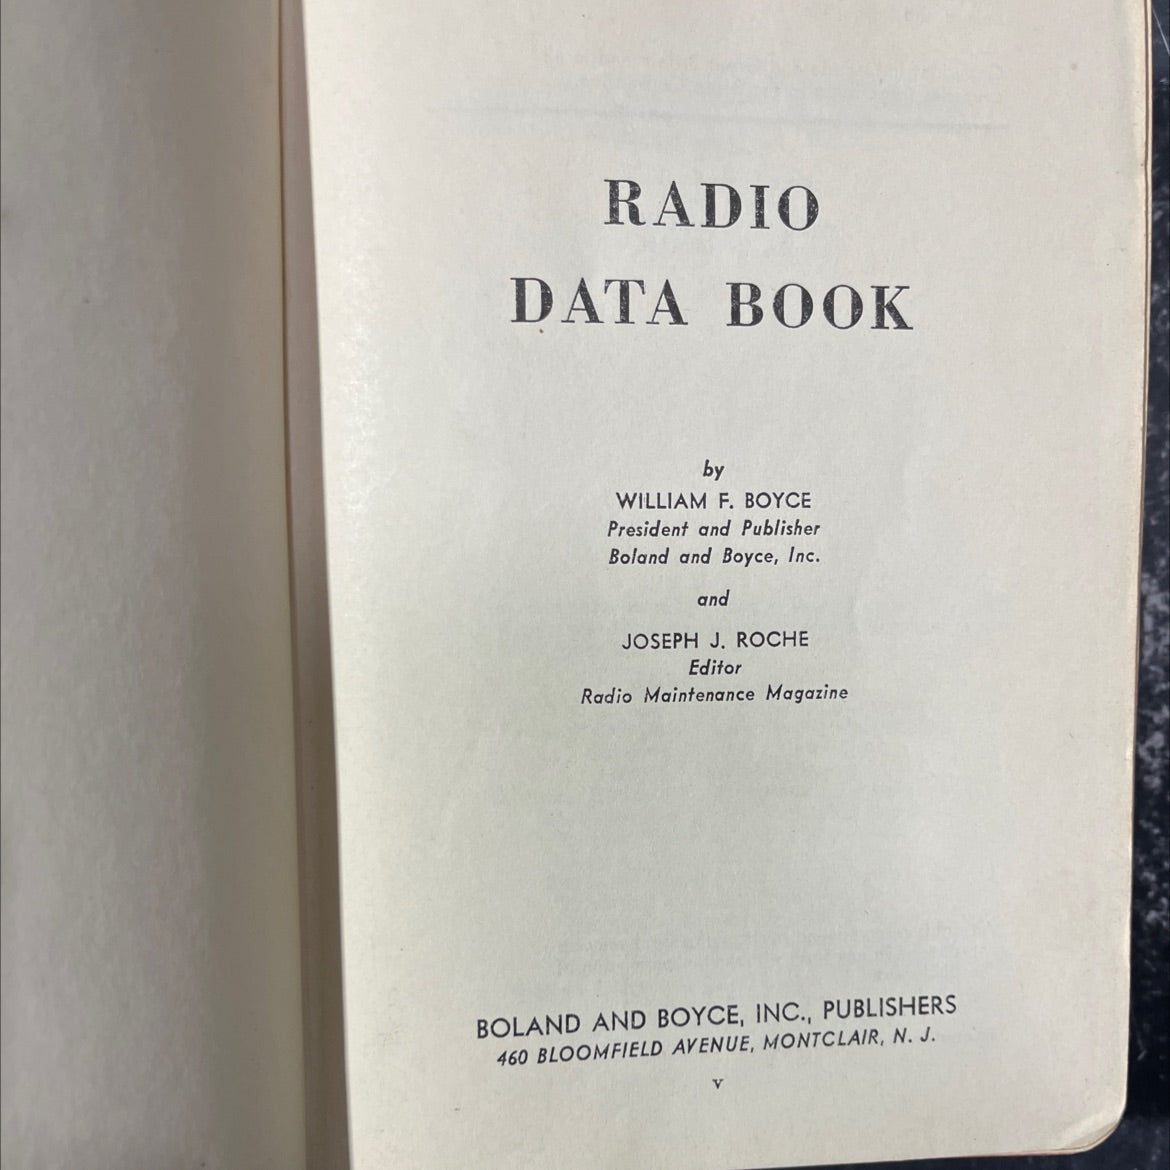 RADIO
DATA BOOK
by
WILLIAM F. BOYCE
President and Publisher
Boland and Boyce, Inc.
and
JOSEPH J. ROCHE
Editor
Radio Maintenance Magazine
BOLAND AND BOYCE, INC., PUBLISHERS
460 BLOOMFIELD AVENUE, MONTCLAIR, N. J.
v